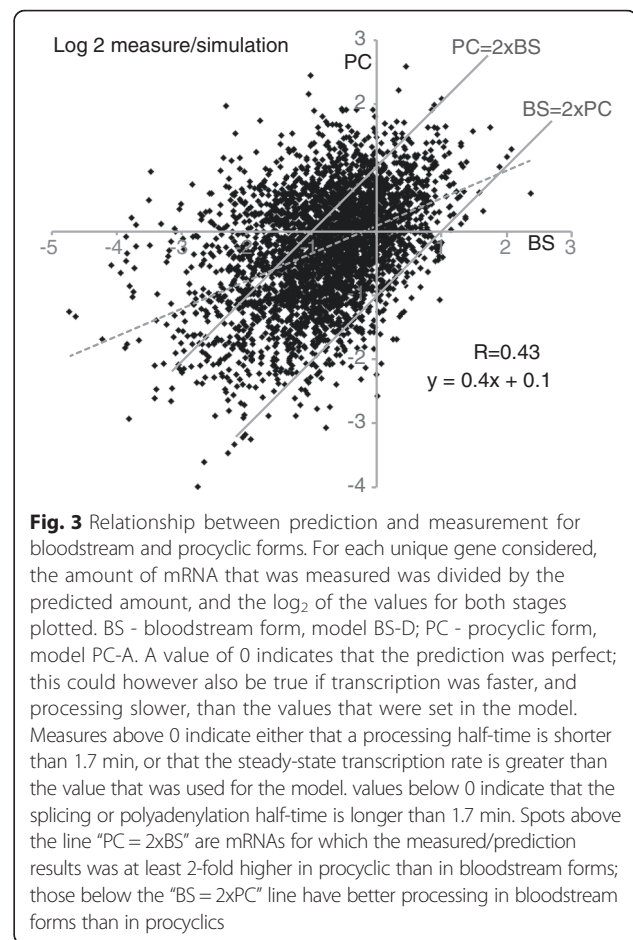 Log 2 measure/simulation
3
PC
PC=2xBS
2
BS=2xPC
-5
-4
-3
-2
-1
BS
2
3
-1
-2
R=0.43
y = 0.4x + 0.1
-3
-4
Fig. 3 Relationship between prediction and measurement for
bloodstream and procyclic forms. For each unique gene considered,
the amount of mRNA that was measured was divided by the
predicted amount, and the log2 of the values for both stages
plotted. BS - bloodstream form, model BS-D; PC - procyclic form,
model PC-A. A value of 0 indicates that the prediction was perfect;
this could however also be true if transcription was faster, and
processing slower, than the values that were set in the model.
Measures above 0 indicate either that a processing half-time is shorter
than 1.7 min, or that the steady-state transcription rate is greater than
the value that was used for the model. values below 0 indicate that the
splicing or polyadenylation half-time is longer than 1.7 min. Spots above
the line "PC = 2xBS" are mRNAs for which the measured/prediction
results was at least 2-fold higher in procyclic than in bloodstream forms;
those below the "BS = 2xPC" line have better processing in bloodstream
forms than in procyclics